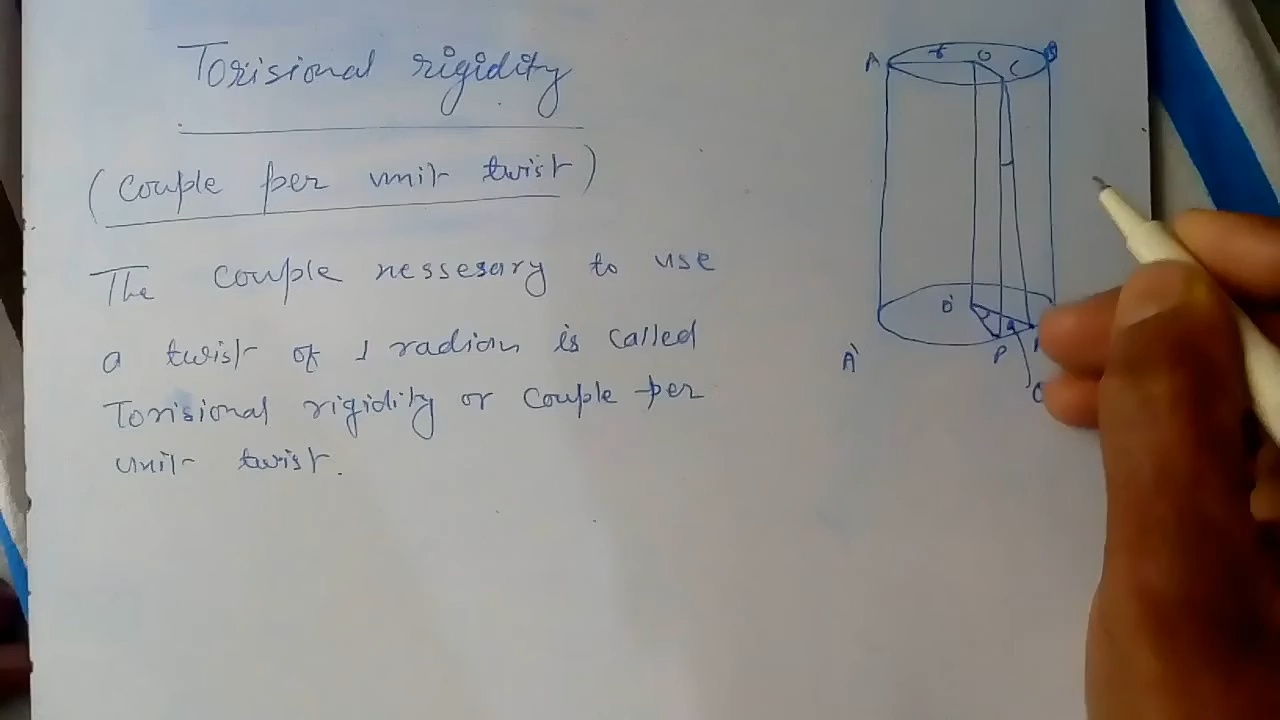 Torisional rigidity
(Couple per unit twist)
The couple nessesary to use
a twist of 1 radian is called
Torisional rigidity or couple per
unit twist.
A r O C B
O'
A' P